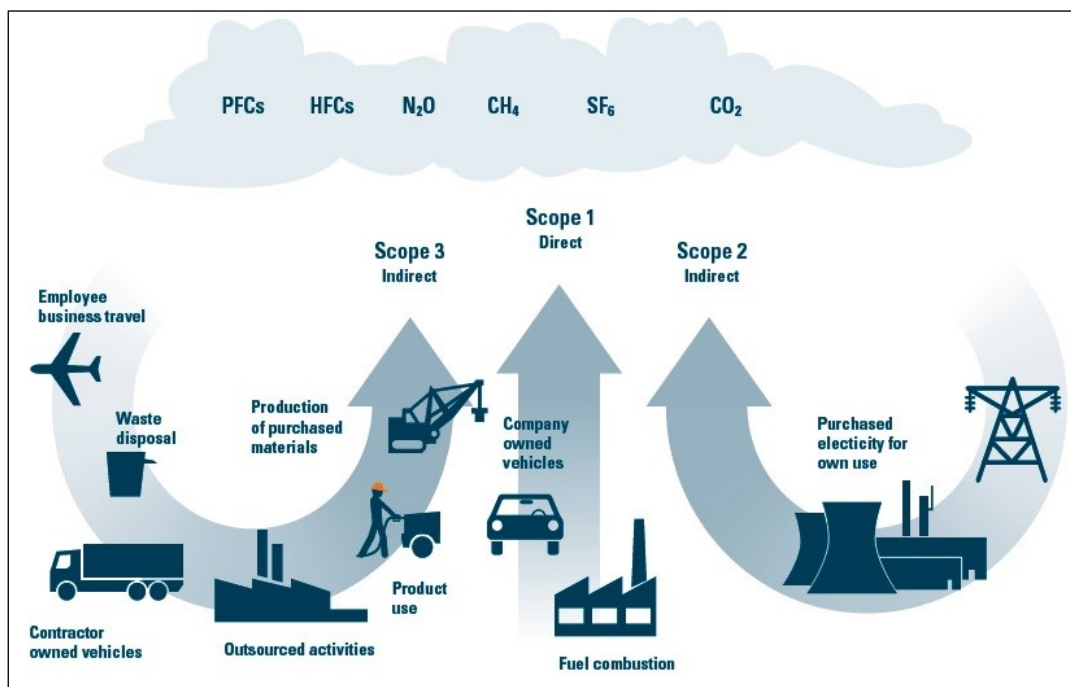 PFCs HFCs N₂O CH₄ SF₆ CO₂
Scope 1
Direct
Scope 3
Indirect
Scope 2
Indirect
Employee
business travel
Waste
disposal
Production
of purchased
materials
Company
owned
vehicles
Purchased
electicity for
own use
Product
use
Contractor
owned vehicles
Outsourced activities
Fuel combustion